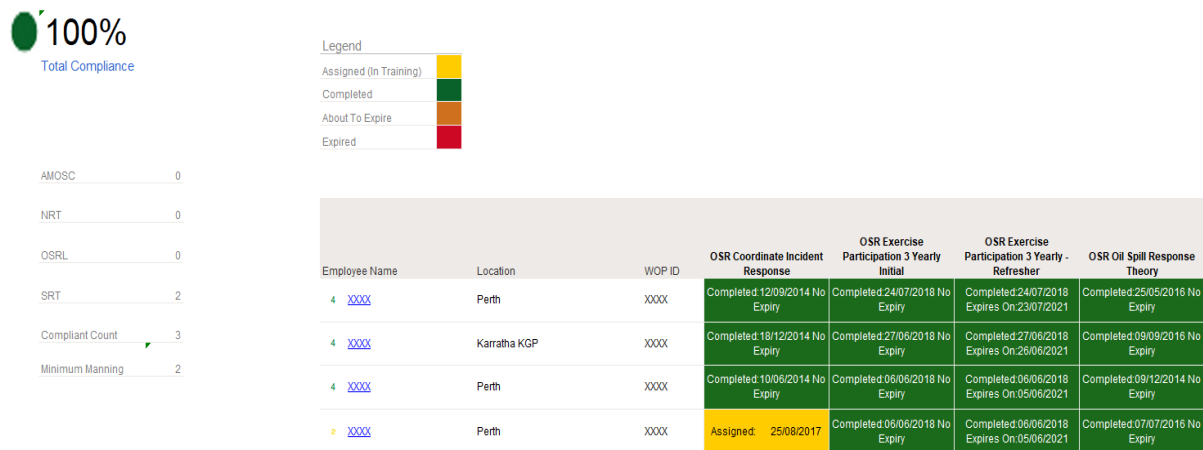 100%
Total Compliance
Legend
Assigned (In Training)
Completed
About To Expire
Expired
AMOSC 0
NRT 0
OSRL 0
SRT 2
Compliant Count 3
Minimum Manning 2
Employee Name Location WOP ID OSR Coordinate Incident Response OSR Exercise Participation 3 Yearly Initial OSR Exercise Participation 3 Yearly - Refresher OSR Oil Spill Response Theory
4 XXXX Perth XXXX Completed:12/09/2014 No Expiry Completed:24/07/2018 No Expiry Completed:24/07/2018 Expires On:23/07/2021 Completed:25/05/2016 No Expiry
4 XXXX Karratha KGP XXXX Completed:18/12/2014 No Expiry Completed:27/06/2018 No Expiry Completed:27/06/2018 Expires On:26/06/2021 Completed:09/09/2016 No Expiry
4 XXXX Perth XXXX Completed:10/06/2014 No Expiry Completed:06/06/2018 No Expiry Completed:06/06/2018 Expires On:05/06/2021 Completed:09/12/2014 No Expiry
2 XXXX Perth XXXX Assigned: 25/08/2017 Completed:06/06/2018 No Expiry Completed:06/06/2018 Expires On:05/06/2021 Completed:07/07/2016 No Expiry